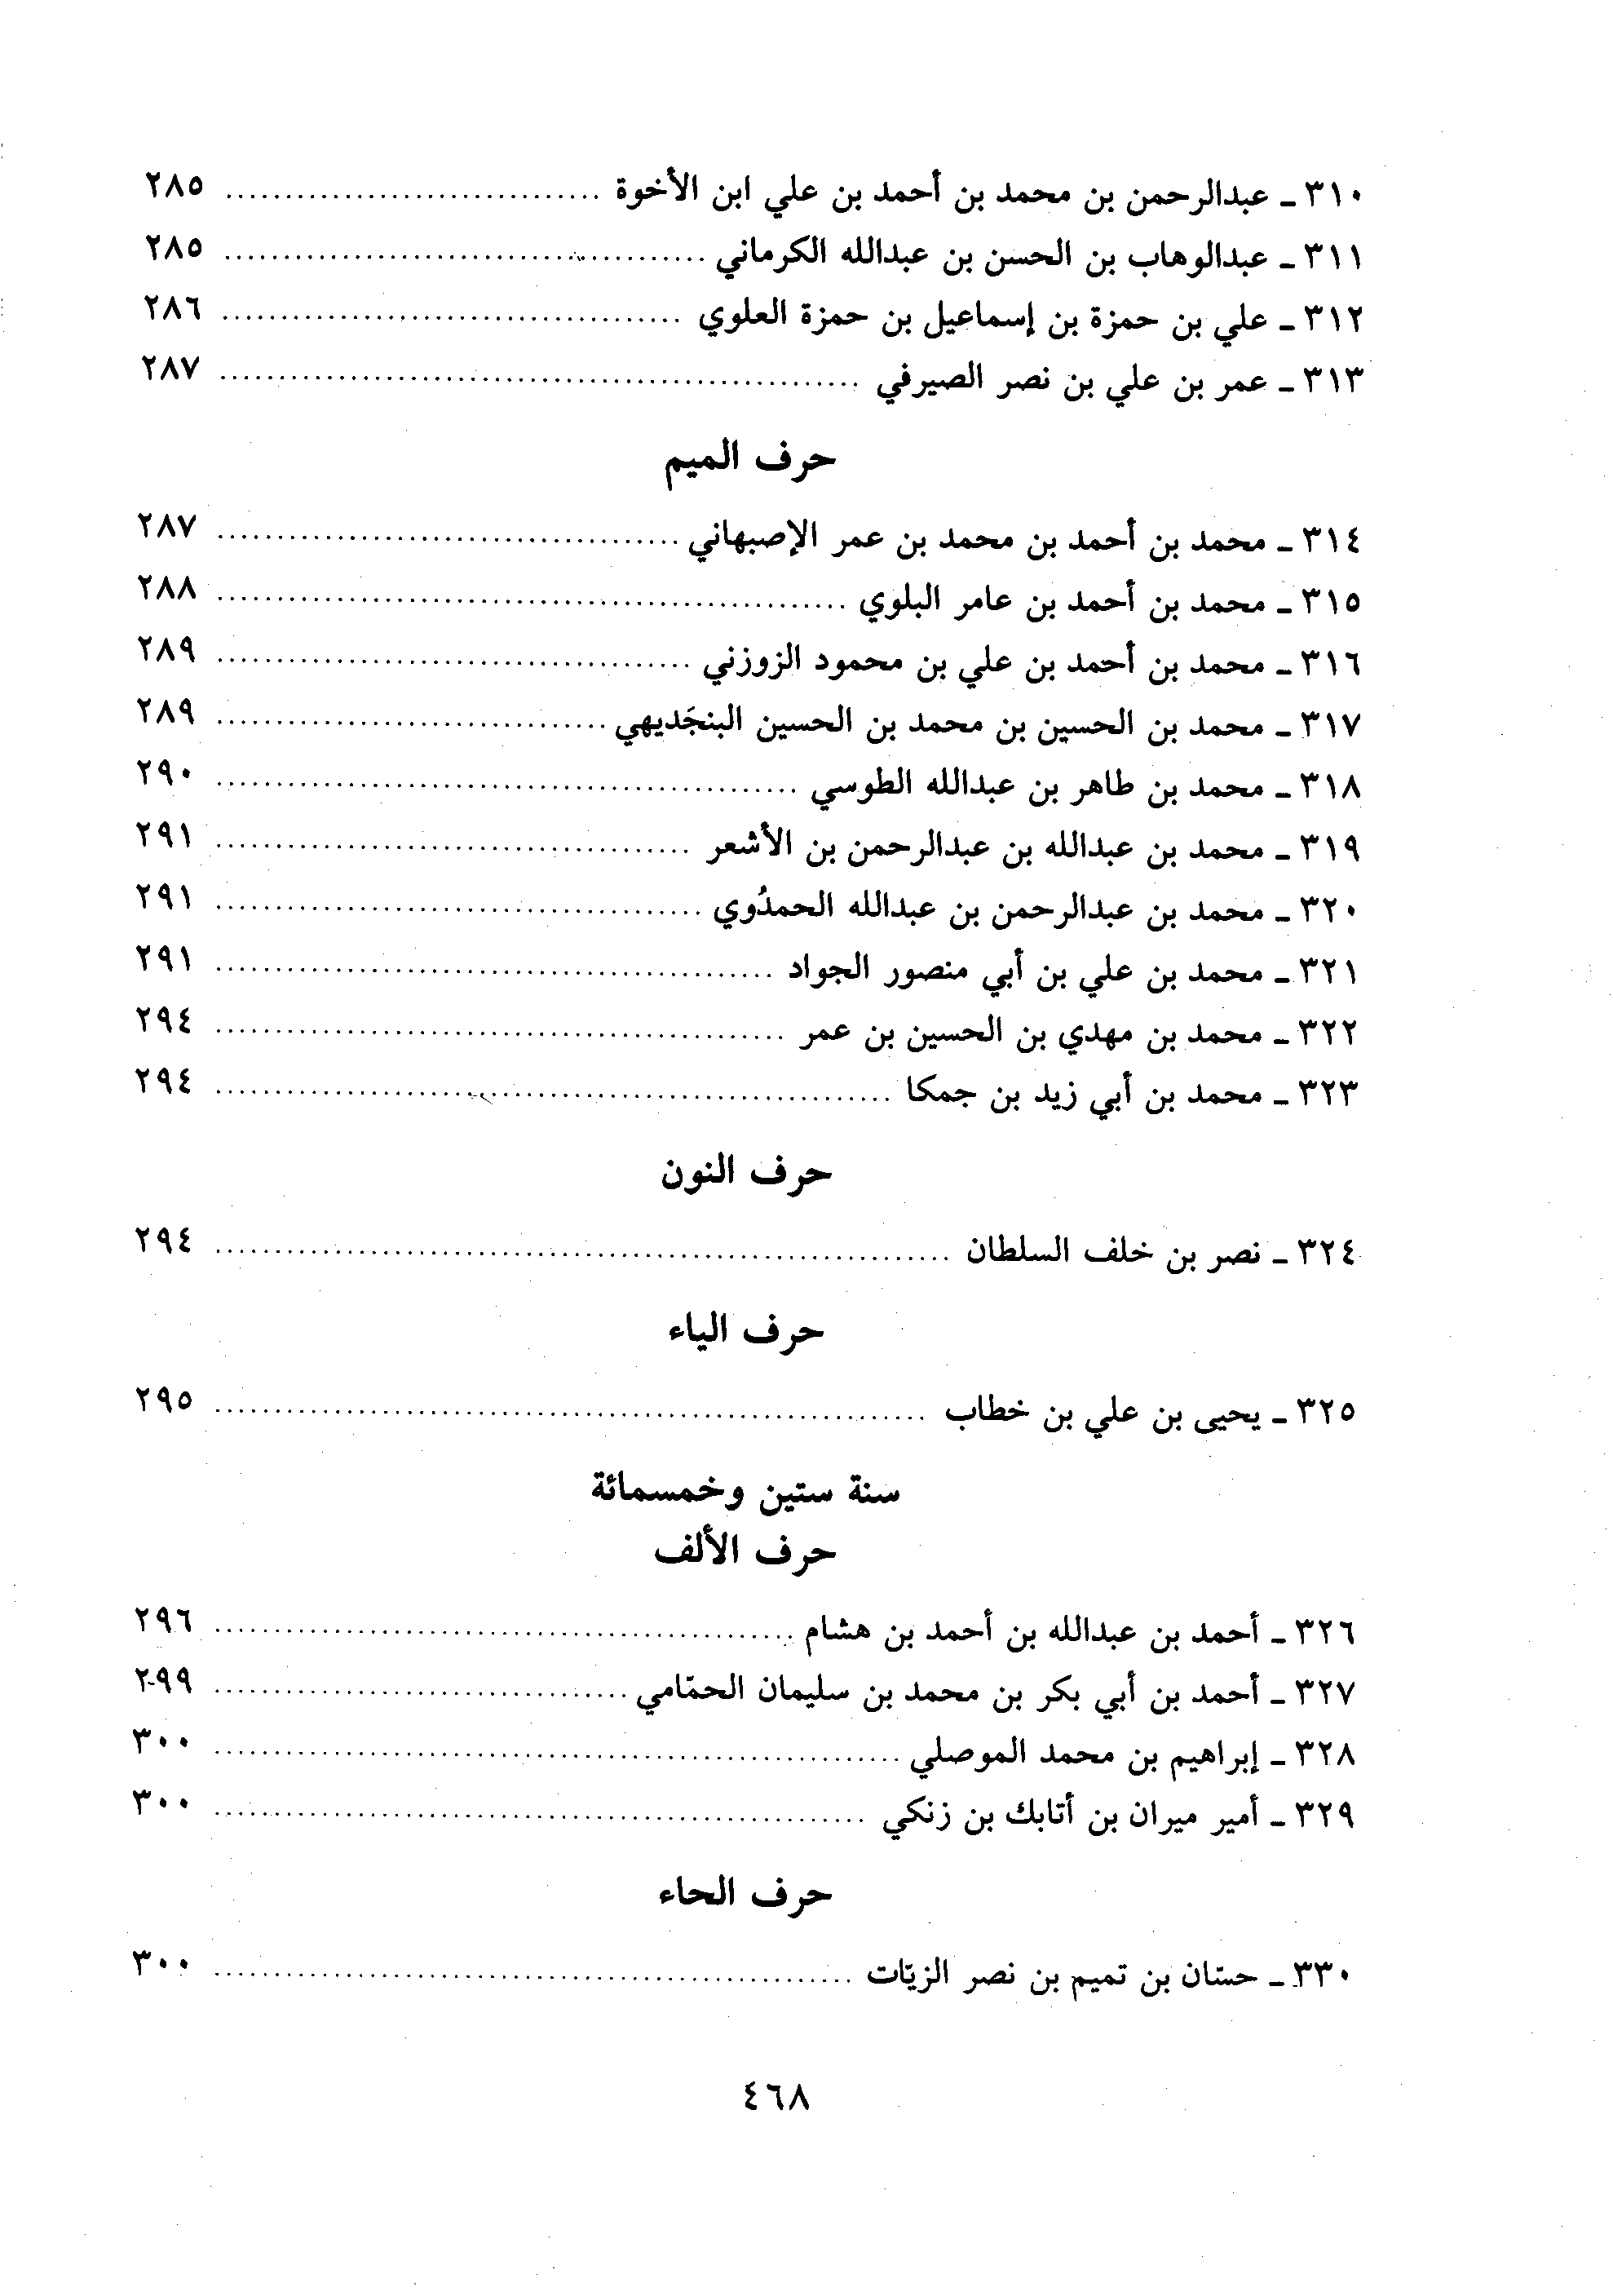 ٣١٠ ـ عبدالرحمن بن محمد بن أحمد بن علي ابن الأخوة ........................ ٢٨٥
٣١١ ـ عبدالوهاب بن الحسن بن عبدالله الكرماني ........................ ٢٨٥
٣١٢ ـ علي بن حمزة بن إسماعيل بن حمزة العلوي ........................ ٢٨٦
٣١٣ ـ عمر بن علي بن نصر الصيرفي ........................ ٢٨٧
حرف الميم
٣١٤ ـ محمد بن أحمد بن محمد بن عمر الإصبهاني ........................ ٢٨٧
٣١٥ ـ محمد بن أحمد بن عامر البلوي ........................ ٢٨٨
٣١٦ ـ محمد بن أحمد بن علي بن محمود الزوزني ........................ ٢٨٩
٣١٧ ـ محمد بن الحسين بن محمد بن الحسين البنجَديهي ........................ ٢٨٩
٣١٨ ـ محمد بن طاهر بن عبدالله الطوسي ........................ ٢٩٠
٣١٩ ـ محمد بن عبدالله بن عبدالرحمن بن الأشعر ........................ ٢٩١
٣٢٠ ـ محمد بن عبدالرحمن بن عبدالله الحمدُوي ........................ ٢٩١
٣٢١ ـ محمد بن علي بن أبي منصور الجواد ........................ ٢٩١
٣٢٢ ـ محمد بن مهدي بن الحسين بن عمر ........................ ٢٩٤
٣٢٣ ـ محمد بن أبي زيد بن جمكا ........................ ٢٩٤
حرف النون
٣٢٤ ـ نصر بن خلف السلطان ........................ ٢٩٤
حرف الياء
٣٢٥ ـ يحيى بن علي بن خطاب ........................ ٢٩٥
سنة ستين وخمسمائة
حرف الألف
٣٢٦ ـ أحمد بن عبدالله بن أحمد بن هشام ........................ ٢٩٦
٣٢٧ ـ أحمد بن أبي بكر بن محمد بن سليمان الحمّامي ........................ ٢٩٩
٣٢٨ ـ إبراهيم بن محمد الموصلي ........................ ٣٠٠
٣٢٩ ـ أمير ميران بن أتابك بن زنكي ........................ ٣٠٠
حرف الحاء
٣٣٠ ـ حسّان بن تميم بن نصر الزيّات ........................ ٣٠٠
٤٦٨